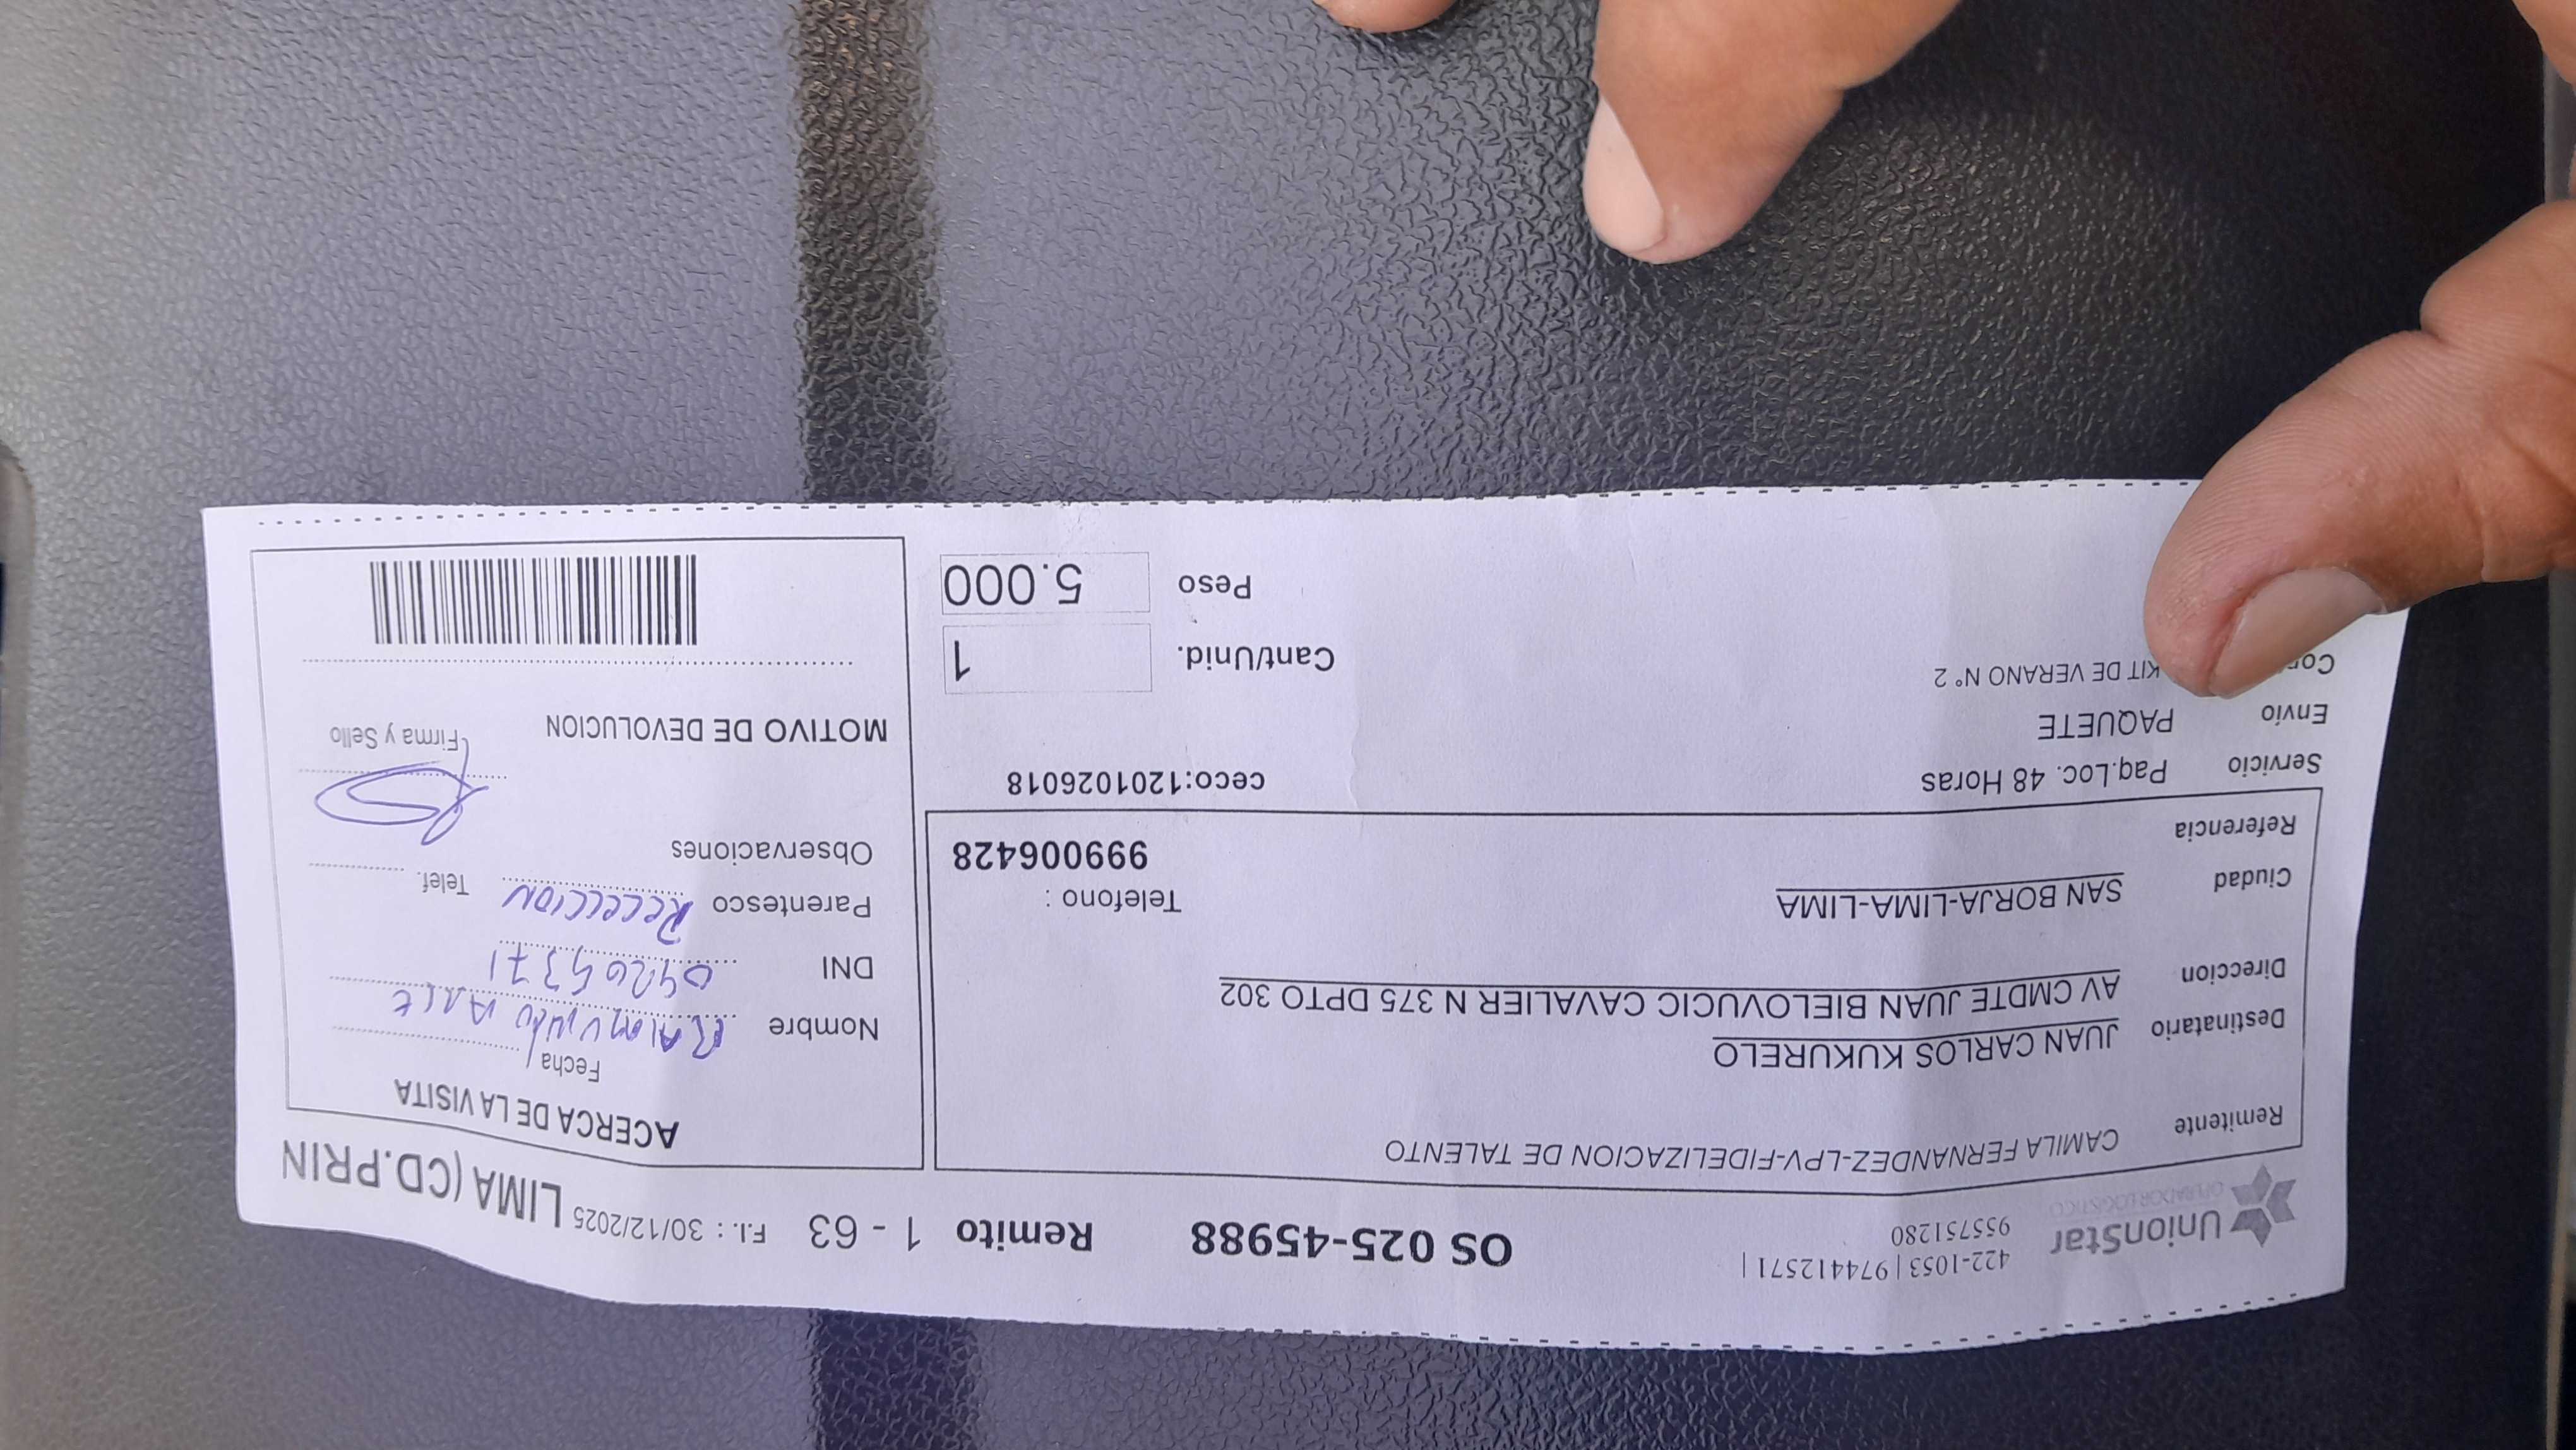 UnionStar
OPERADOR LOGISTICO
422-1053 | 974412571 |
955751280
OS 025-45988
Remito 1 - 63
F.I. : 30/12/2025
LIMA (CD.PRIN
Remitente CAMILA FERNANDEZ-LPV-FIDELIZACION DE TALENTO
Destinatario JUAN CARLOS KUKURELO
Direccion AV CMDTE JUAN BIELOVUCIC CAVALIER N 375 DPTO 302
Ciudad SAN BORJA-LIMA-LIMA
Telefono :
999006428
Referencia
Servicio Paq.Loc. 48 Horas
ceco:1201026018
Envio PAQUETE
KIT DE VERANO N° 2
Cant/Unid. 1
Peso 5.000
ACERCA DE LA VISITA
Fecha /
Nombre
DNI 09265371
Parentesco RECECCION Telef.
Observaciones
Firma y Sello
MOTIVO DE DEVOLUCION